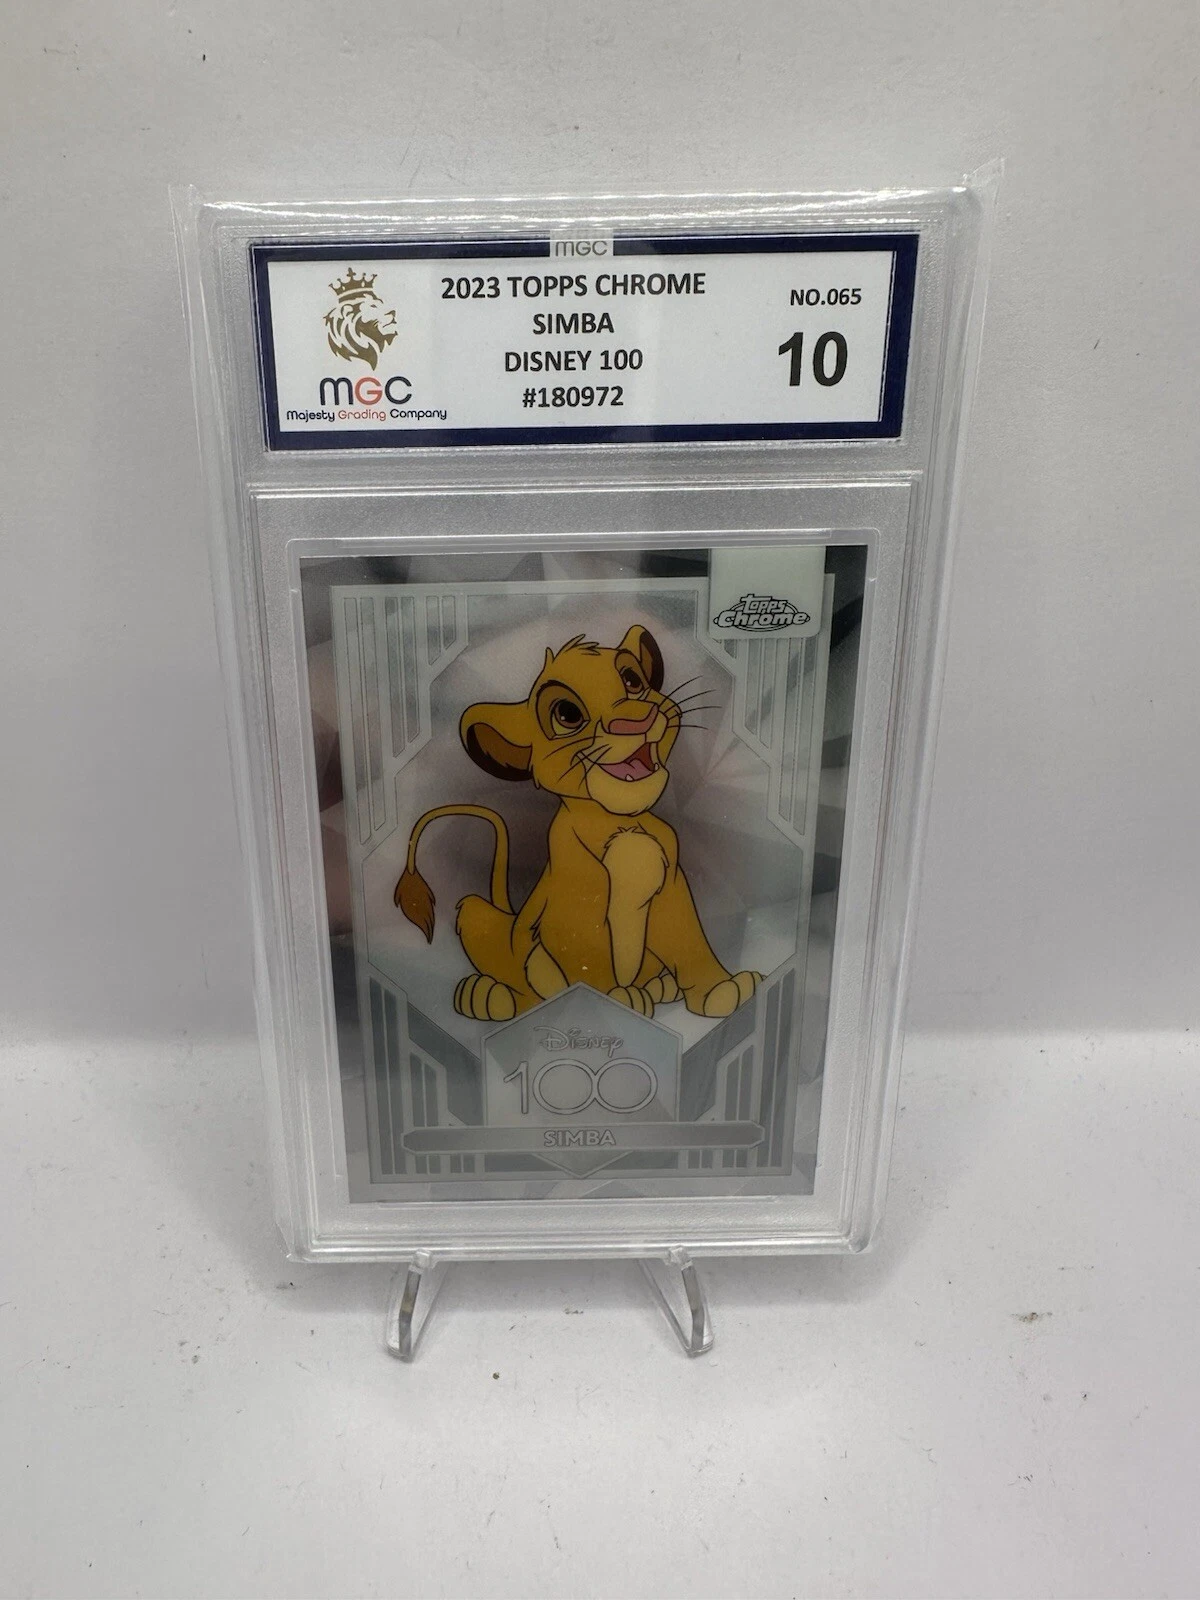 MGC
2023 TOPPS CHROME
SIMBA
DISNEY 100
#180972
NO.065
10
MGC
Majesty Grading Company
Topps
Chrome
Disney
100
SIMBA